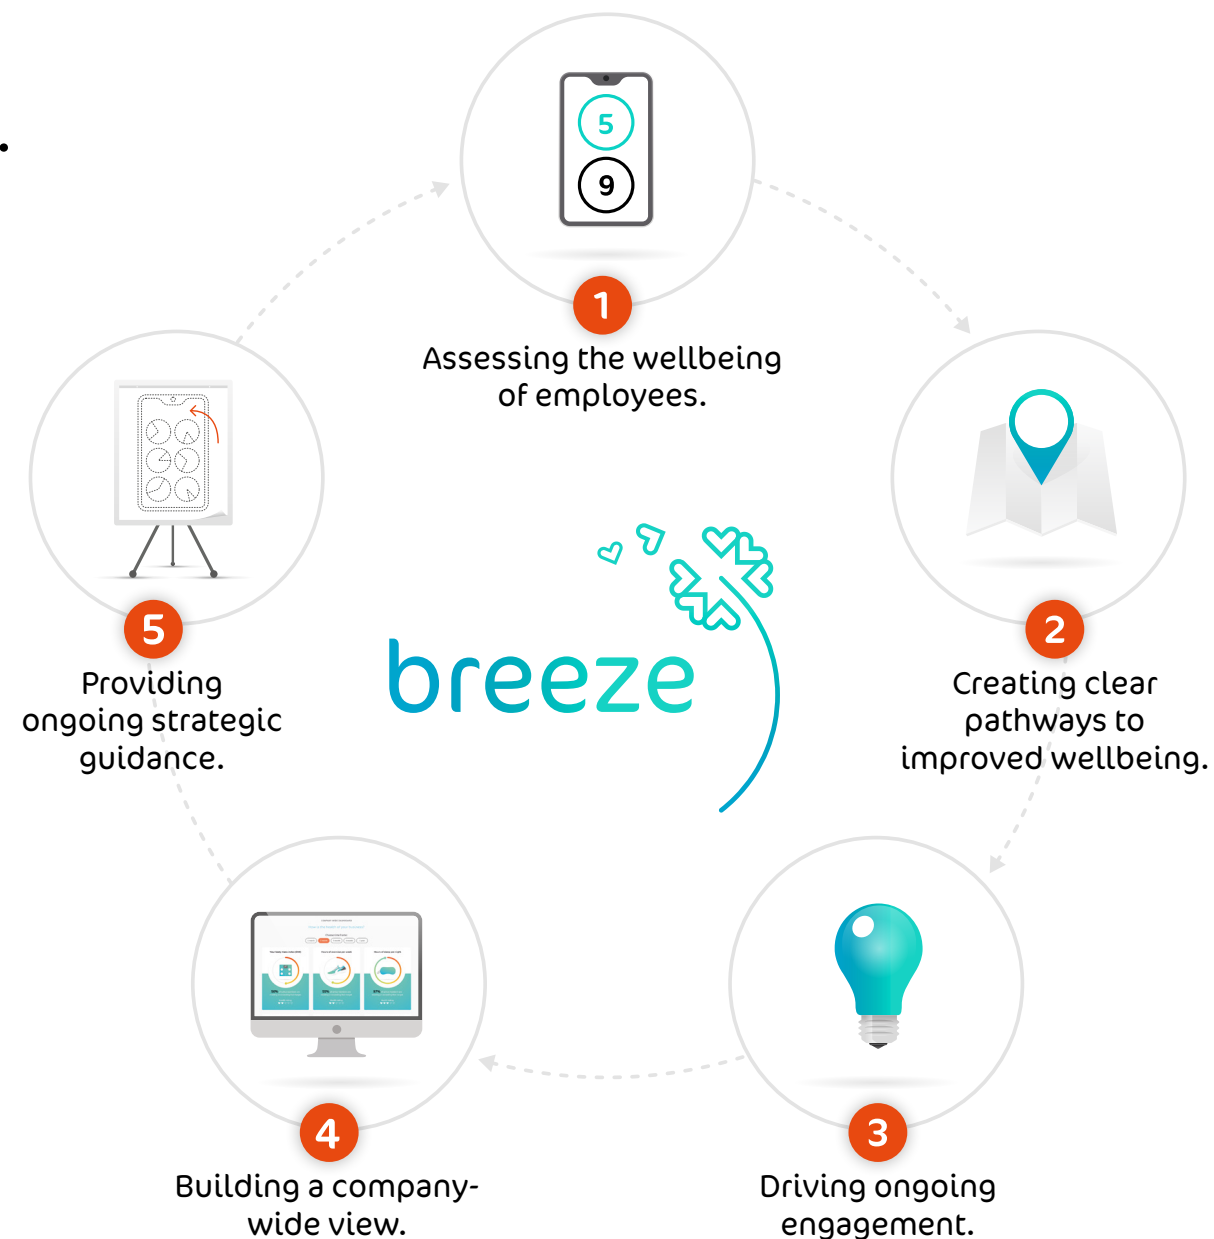 5
9
1
Assessing the wellbeing
of employees.
2
Creating clear
pathways to
improved wellbeing.
3
Driving ongoing
engagement.
4
Building a company-
wide view.
5
Providing
ongoing strategic
guidance.
breeze